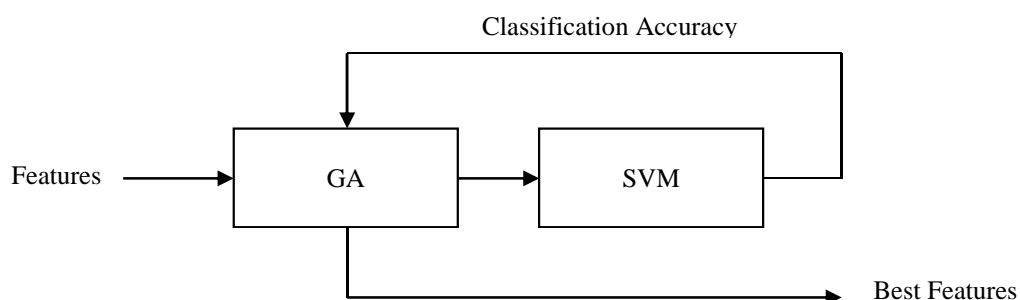 Classification Accuracy
Features
GA
SVM
Best Features